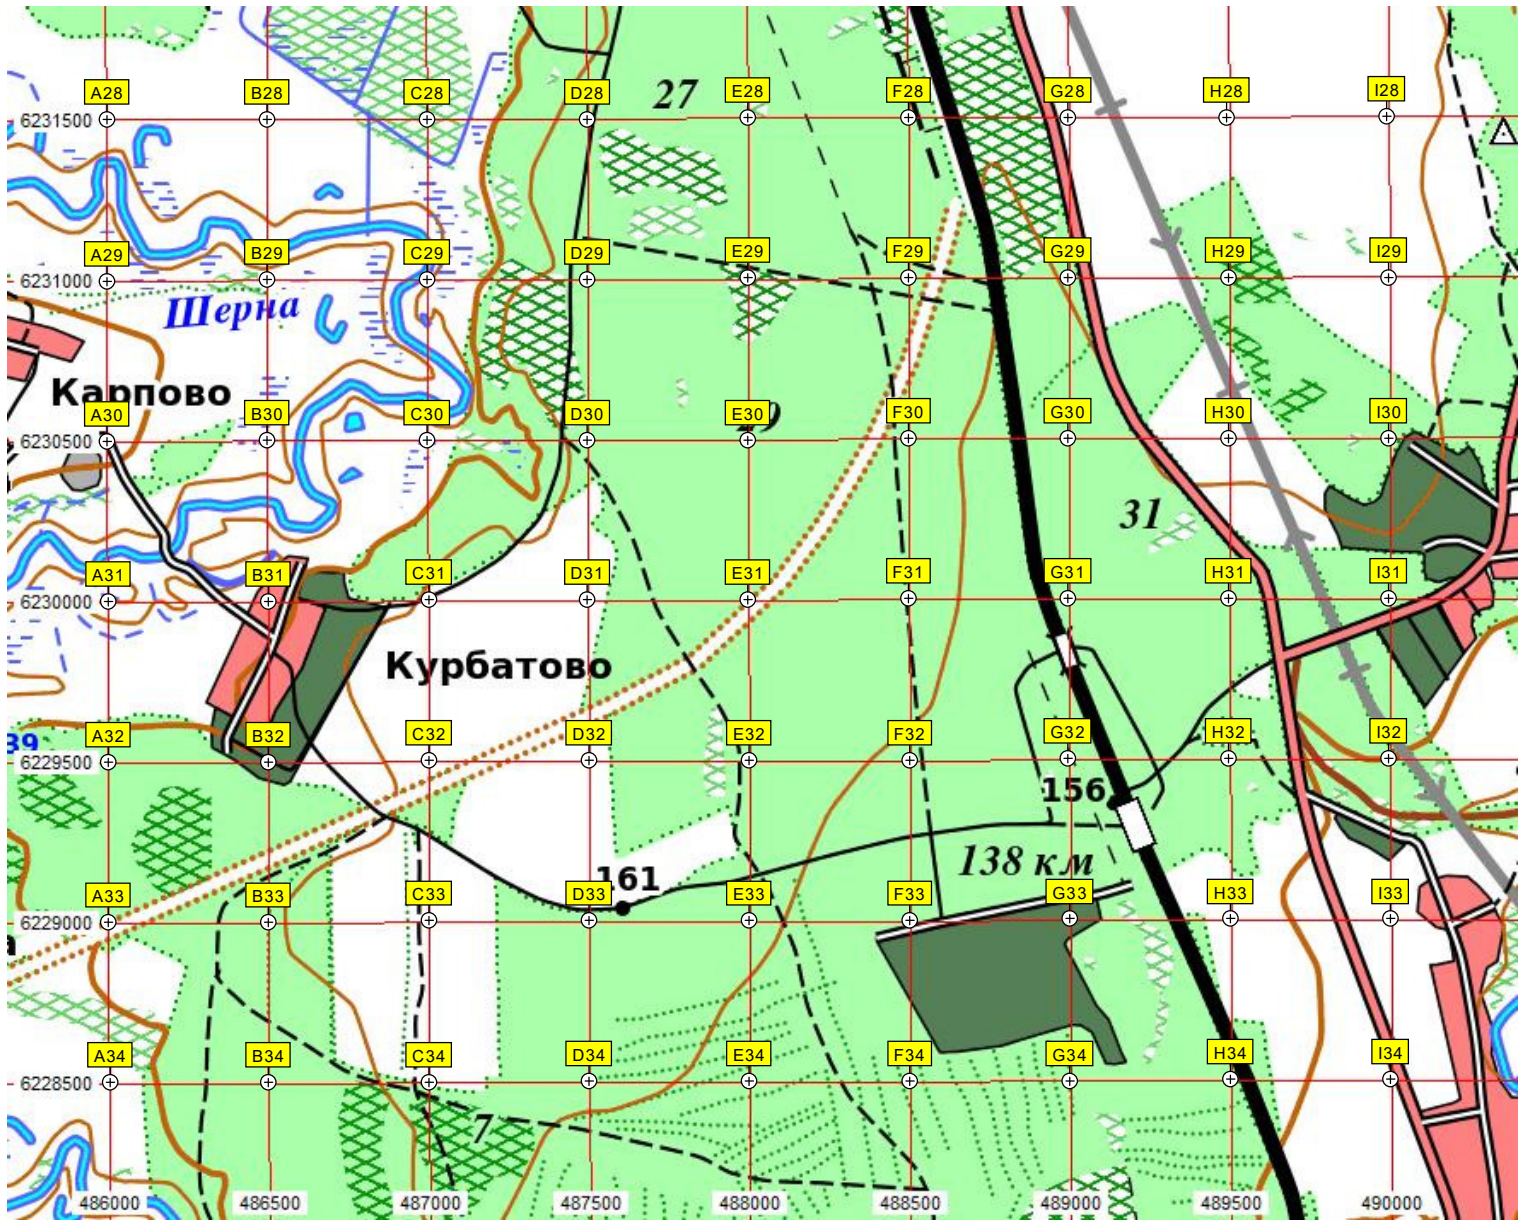 27
A28 B28 C28 D28 E28 F28 G28 H28 I28
6231500
A29 B29 C29 D29 E29 F29 G29 H29 I29
6231000
Шерна
Карпово
A30 B30 C30 D30 E30 F30 G30 H30 I30
6230500
31
A31 B31 C31 D31 E31 F31 G31 H31 I31
6230000
Курбатово
A32 B32 C32 D32 E32 F32 G32 H32 I32
39
6229500
156
138 км
161
A33 B33 C33 D33 E33 F33 G33 H33 I33
6229000
а
A34 B34 C34 D34 E34 F34 G34 H34 I34
6228500
7
486000 486500 487000 487500 488000 488500 489000 489500 490000